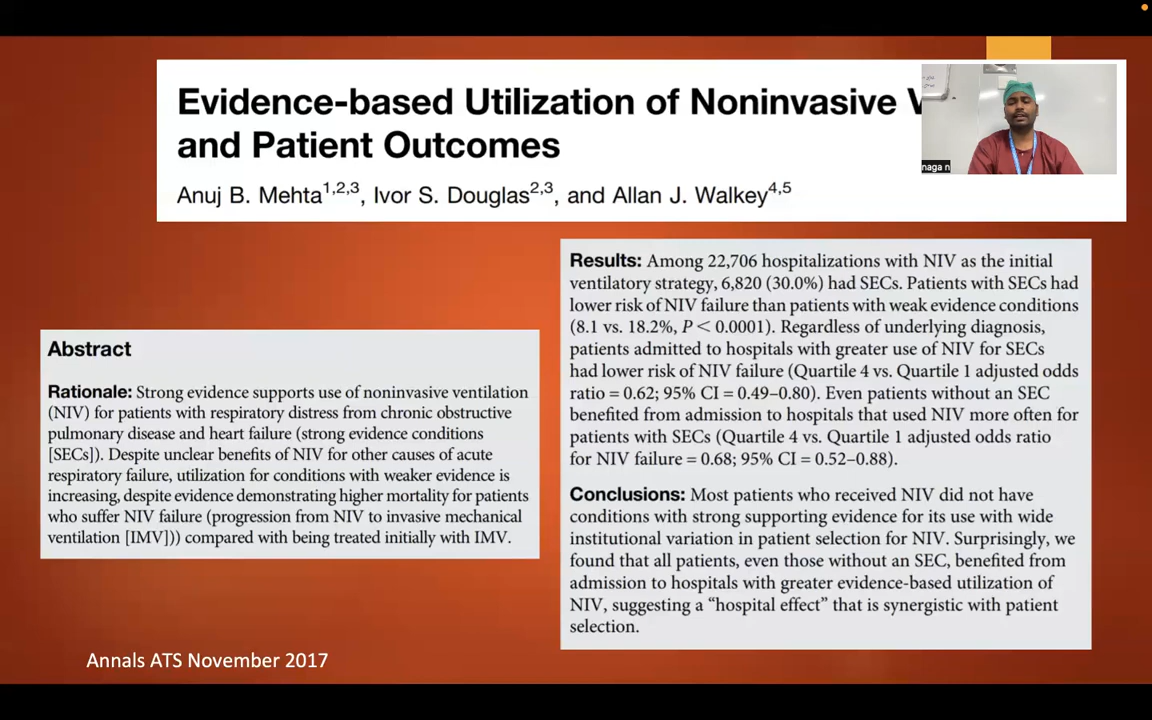 Evidence-based Utilization of Noninvasive
and Patient Outcomes
Anuj B. Mehta1,2,3, Ivor S. Douglas2,3, and Allan J. Walkey4,5
naga n
Abstract
Rationale: Strong evidence supports use of noninvasive ventilation
(NIV) for patients with respiratory distress from chronic obstructive
pulmonary disease and heart failure (strong evidence conditions
[SECs]). Despite unclear benefits of NIV for other causes of acute
respiratory failure, utilization for conditions with weaker evidence is
increasing, despite evidence demonstrating higher mortality for patients
who suffer NIV failure (progression from NIV to invasive mechanical
ventilation [IMV])) compared with being treated initially with IMV.
Results: Among 22,706 hospitalizations with NIV as the initial
ventilatory strategy, 6,820 (30.0%) had SECs. Patients with SECs had
lower risk of NIV failure than patients with weak evidence conditions
(8.1 vs. 18.2%, P < 0.0001). Regardless of underlying diagnosis,
patients admitted to hospitals with greater use of NIV for SECs
had lower risk of NIV failure (Quartile 4 vs. Quartile 1 adjusted odds
ratio = 0.62; 95% CI = 0.49–0.80). Even patients without an SEC
benefited from admission to hospitals that used NIV more often for
patients with SECs (Quartile 4 vs. Quartile 1 adjusted odds ratio
for NIV failure = 0.68; 95% CI = 0.52–0.88).
Conclusions: Most patients who received NIV did not have
conditions with strong supporting evidence for its use with wide
institutional variation in patient selection for NIV. Surprisingly, we
found that all patients, even those without an SEC, benefited from
admission to hospitals with greater evidence-based utilization of
NIV, suggesting a “hospital effect” that is synergistic with patient
selection.
Annals ATS November 2017